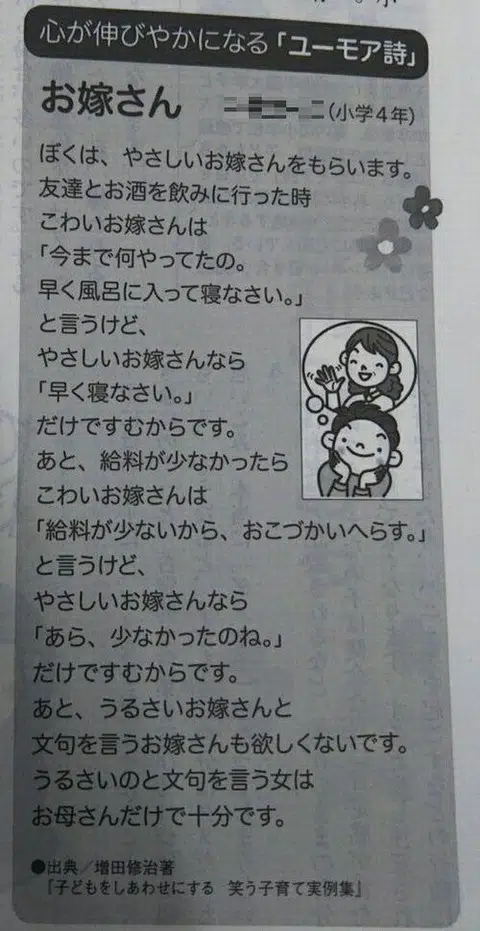 心が伸びやかになる「ユーモア詩」
お嫁さん
(小学4年)
ぼくは、やさしいお嫁さんをもらいます。
友達とお酒を飲みに行った時
こわいお嫁さんは
「今まで何やってたの。
早く風呂に入って寝なさい。」
と言うけど、
やさしいお嫁さんなら
「早く寝なさい。」
だけですむからです。
あと、給料が少なかったら
こわいお嫁さんは
「給料が少ないから、おこづかいへらす。」
と言うけど、
やさしいお嫁さんなら
「あら、少なかったのね。」
だけですむからです。
あと、うるさいお嫁さんと
文句を言うお嫁さんも欲しくないです。
うるさいのと文句を言う女は
お母さんだけで十分です。
●出典／増田修治著
「子どもをしあわせにする　笑う子育て実例集」